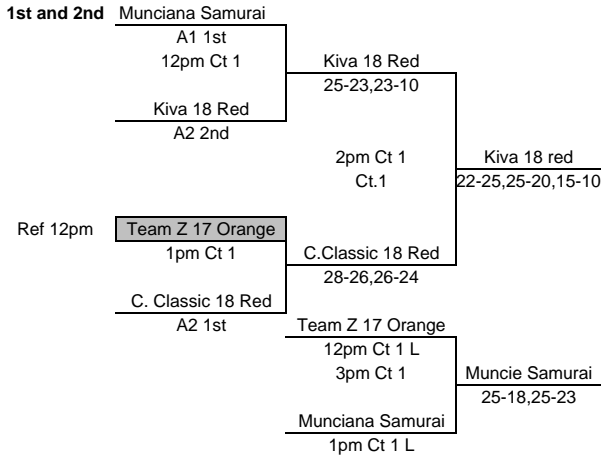 1st and 2nd Munciana Samurai
A1 1st
12pm Ct 1 Kiva 18 Red
25-23,23-10
Kiva 18 Red
A2 2nd
2pm Ct 1 Kiva 18 red
Ct.1 22-25,25-20,15-10
Ref 12pm Team Z 17 Orange
1pm Ct 1 C.Classic 18 Red
28-26,26-24
C. Classic 18 Red
A2 1st Team Z 17 Orange
12pm Ct 1 L
3pm Ct 1 Muncie Samurai
25-18,25-23
Munciana Samurai
1pm Ct 1 L